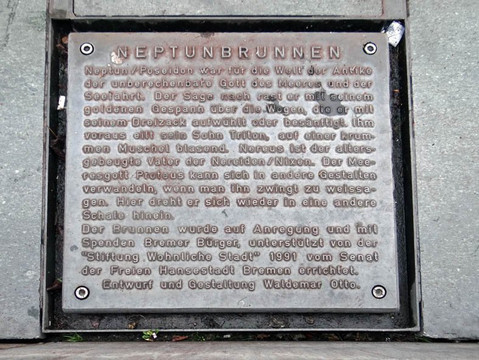 NEPTUNBRUNNEN
Neptun/Poseidon war für die Welt der Antike
der unberechenbare Gott des Meeres und der
Seefahrt. Der Sage nach rast er mit seinem
goldenen Gespann über die Wogen, die er mit
seinem Dreizack aufwühlt oder besänftigt. Ihm
voraus eilt sein Sohn Triton, auf einer krum-
men Muschel blasend. Nereus ist der alters-
gebeugte Vater der Nereiden/Nixen. Der Mee-
resgott Proteus kann sich in andere Gestalten
verwandeln, wenn man ihn zwingt zu weissa-
gen. Hier dreht er sich wieder in eine andere
Schale hinein.
Der Brunnen wurde auf Anregung und mit
Spenden Bremer Bürger, unterstützt von der
"Stiftung Wohnliche Stadt" 1991 vom Senat
der Freien Hansestadt Bremen errichtet.
Entwurf und Gestaltung Waldemar Otto.